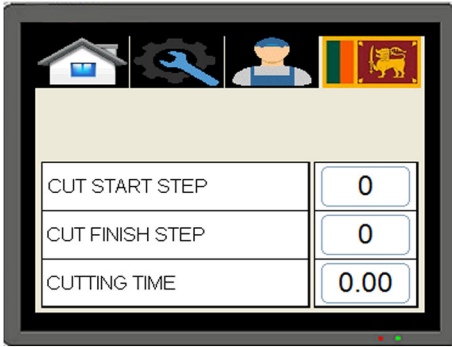 CUT START STEP 0
CUT FINISH STEP 0
CUTTING TIME 0.00